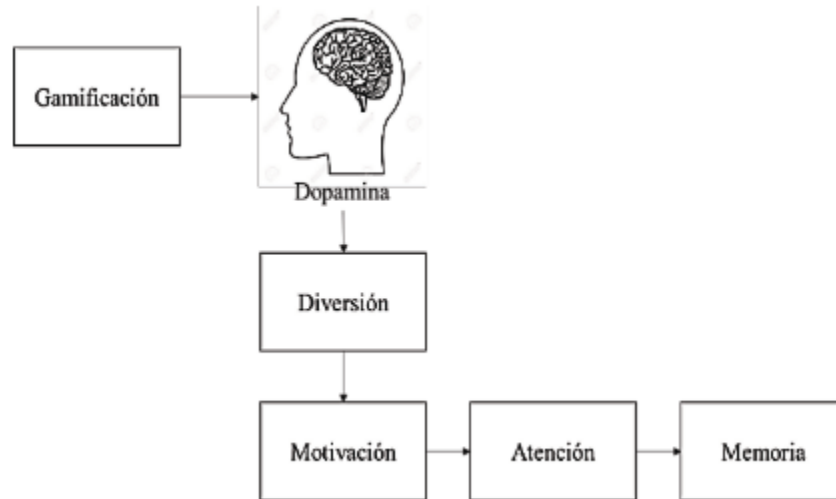 Gamificación
Dopamina
Diversión
Motivación
Atención
Memoria